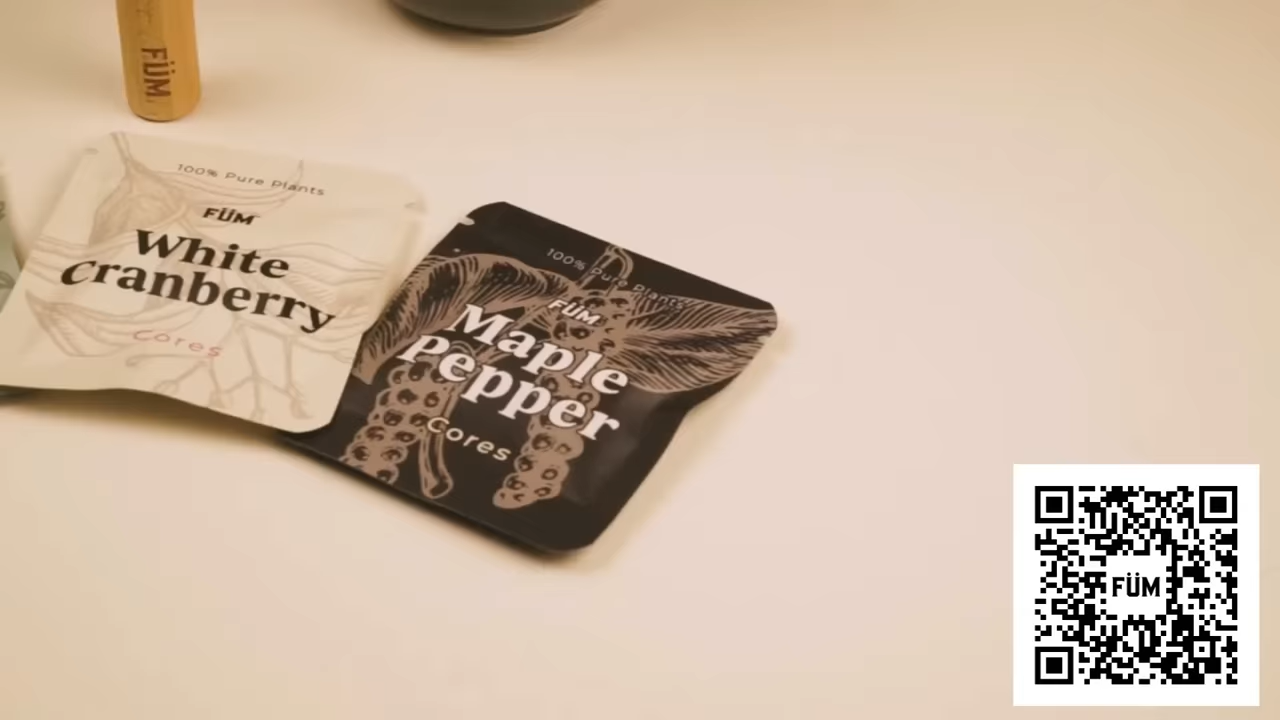 FÜM
100% Pure Plants
FÜM
White
Cranberry
Cores
100% Pure Plants
FÜM
Maple
Pepper
Cores
FÜM